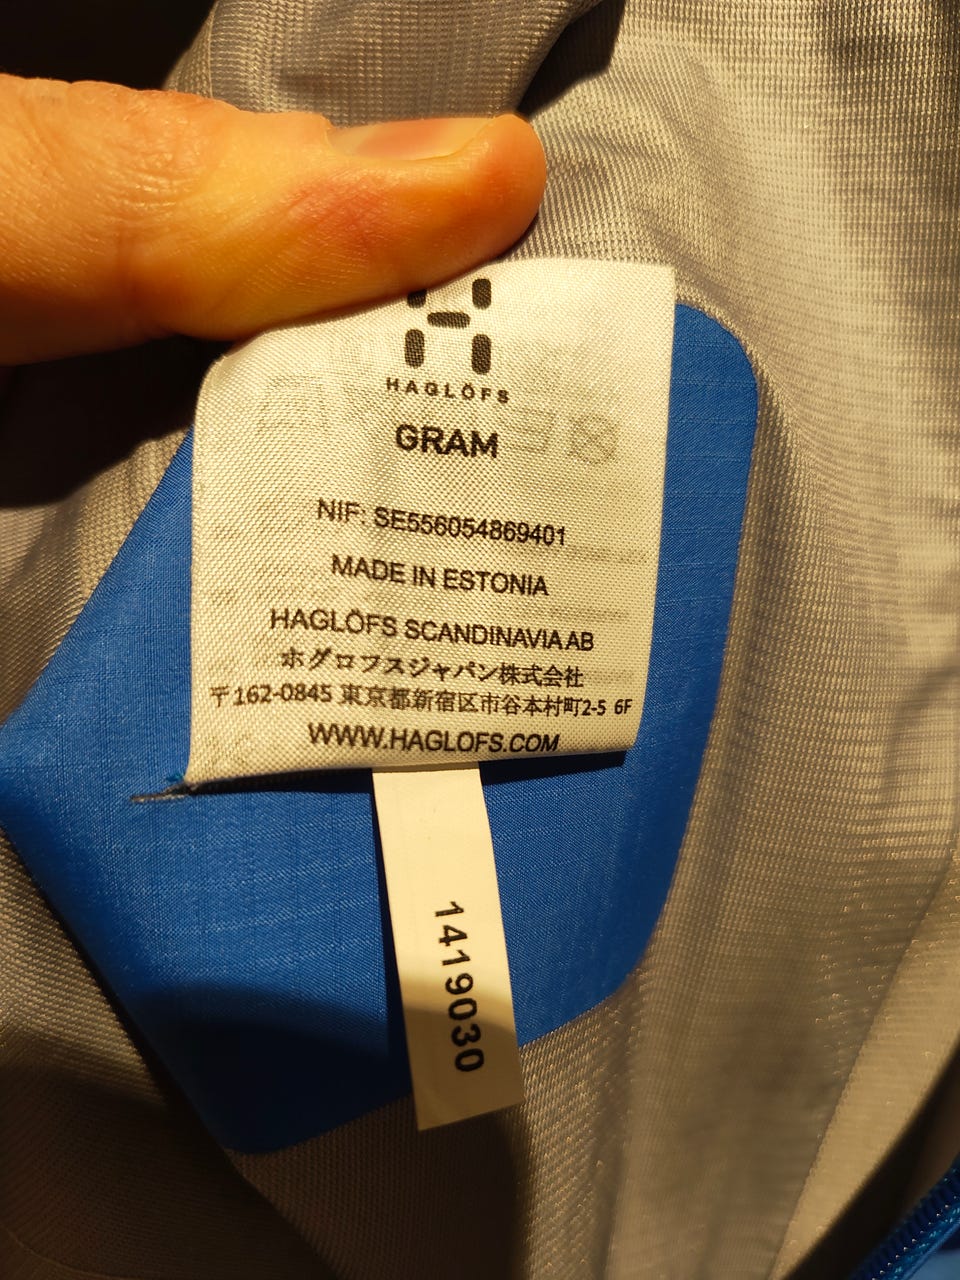 HAGLÖFS
GRAM
NIF: SE556054869401
MADE IN ESTONIA
HAGLÖFS SCANDINAVIA AB
ホグロフスジャパン株式会社
〒162-0845 東京都新宿区市谷本村町2-5 6F
WWW.HAGLOFS.COM
1419030